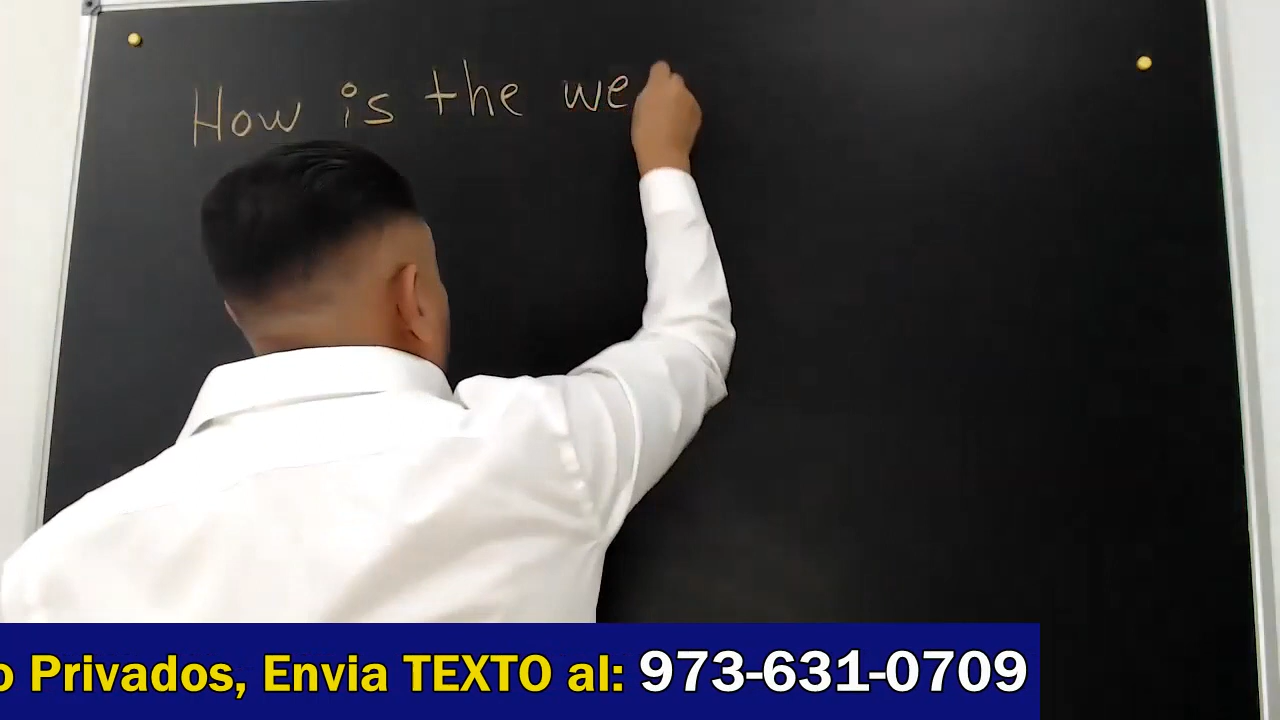 How is the we
o Privados, Envia TEXTO al: 973-631-0709